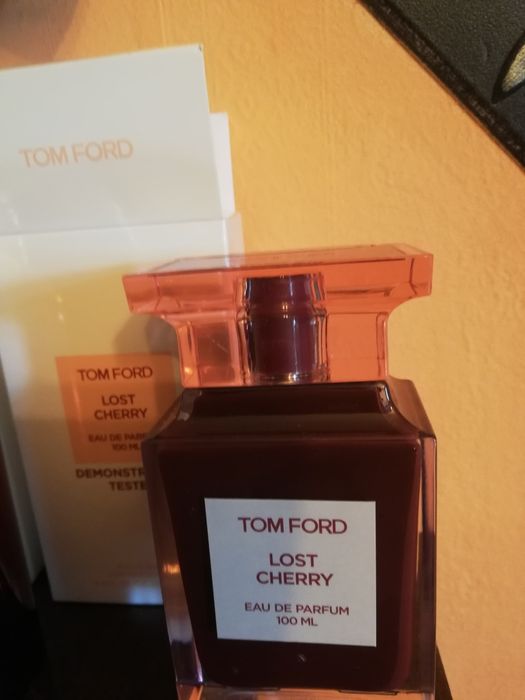 TOM FORD
TOM FORD
LOST
CHERRY
EAU DE
100 ML
TOM FORD
LOST
CHERRY
EAU DE PARFUM
100 ML